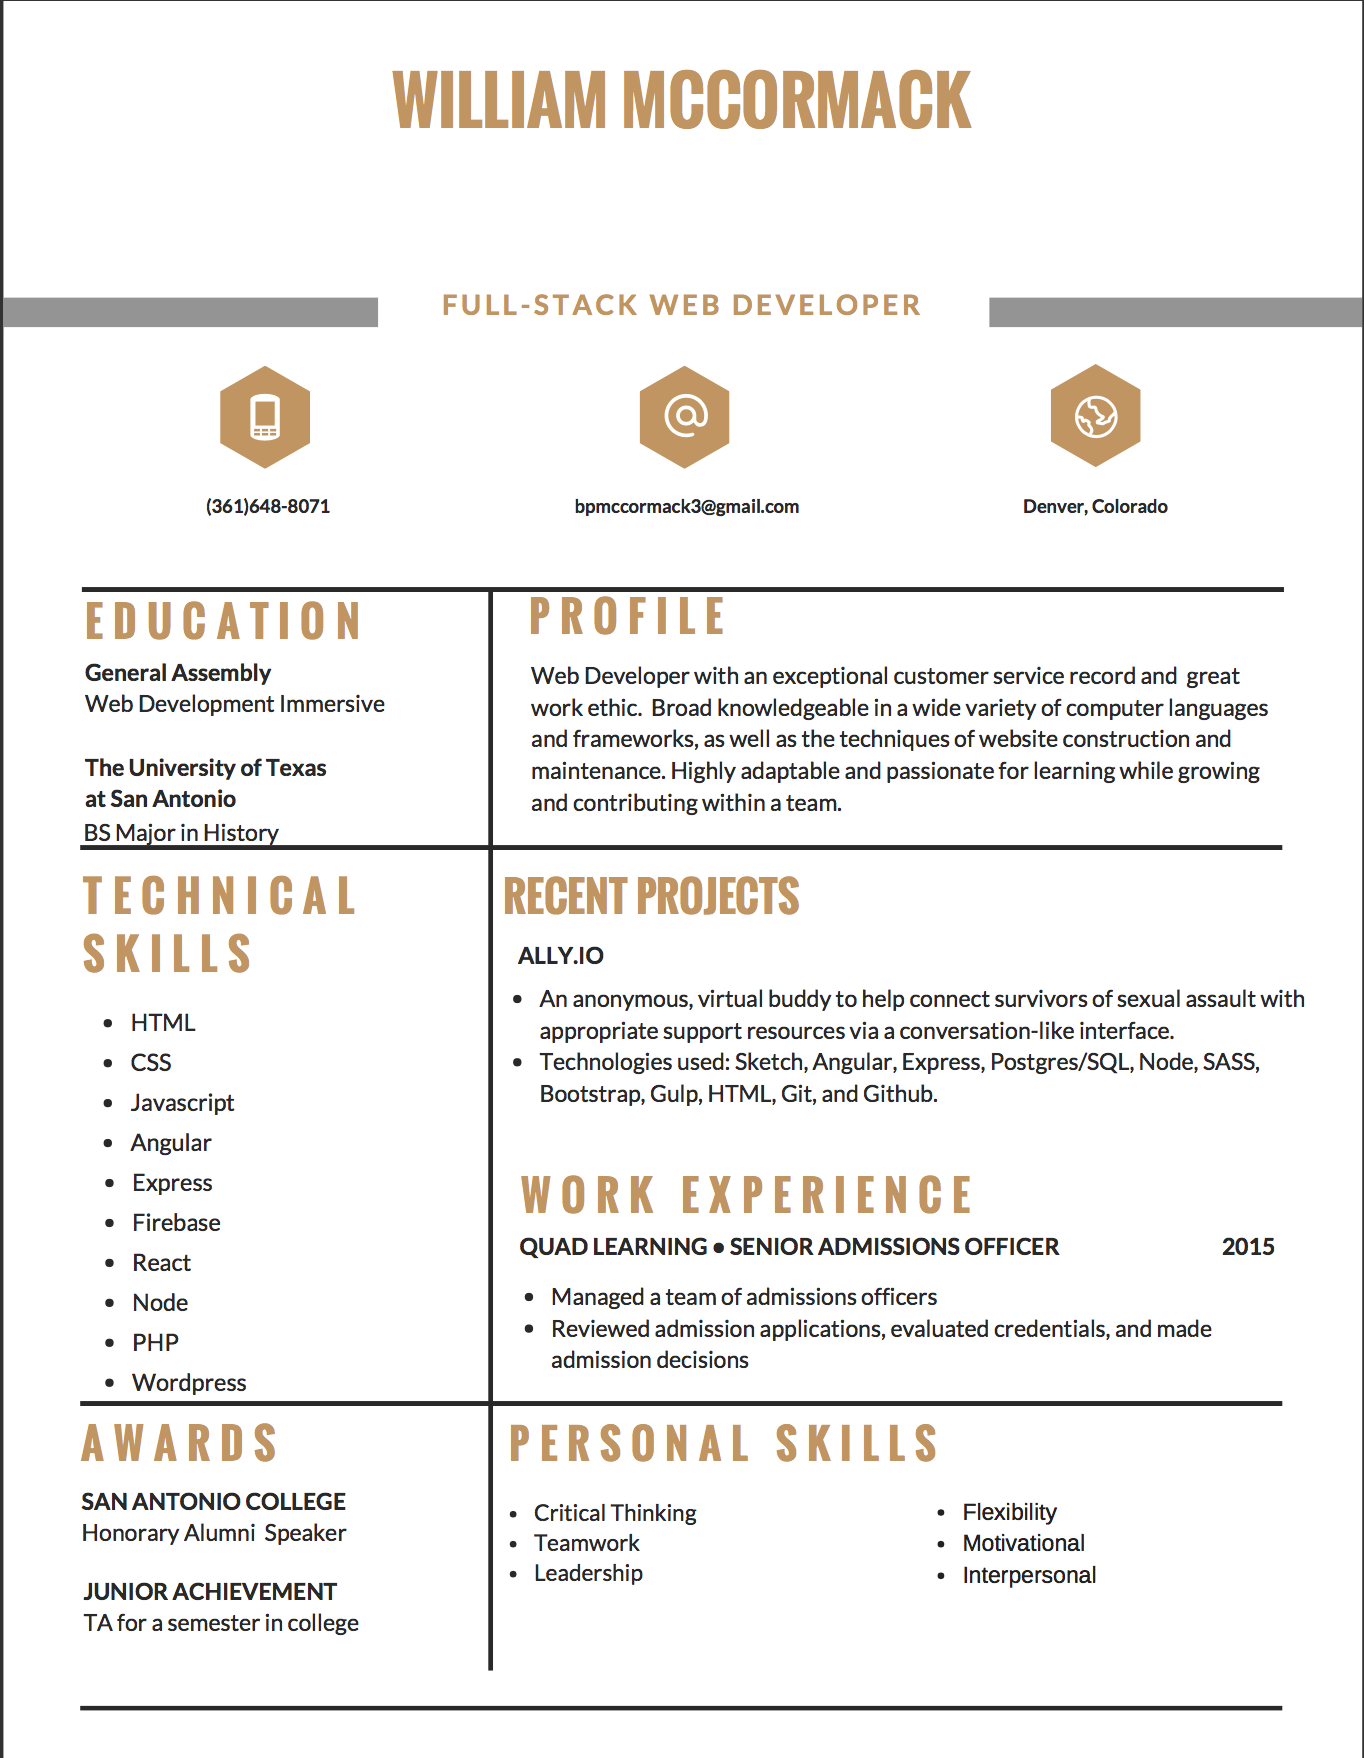 WILLIAM MCCORMACK
FULL-STACK WEB DEVELOPER
(361)648-8071
bpmccormack3@gmail.com
Denver, Colorado
EDUCATION
General Assembly
Web Development Immersive
The University of Texas
at San Antonio
BS Major in History
PROFILE
Web Developer with an exceptional customer service record and  great
work ethic.  Broad knowledgeable in a wide variety of computer languages
and frameworks, as well as the techniques of website construction and
maintenance. Highly adaptable and passionate for learning while growing
and contributing within a team.
TECHNICAL
SKILLS
• HTML
• CSS
• Javascript
• Angular
• Express
• Firebase
• React
• Node
• PHP
• Wordpress
RECENT PROJECTS
ALLY.IO
• An anonymous, virtual buddy to help connect survivors of sexual assault with
appropriate support resources via a conversation-like interface.
• Technologies used: Sketch, Angular, Express, Postgres/SQL, Node, SASS,
Bootstrap, Gulp, HTML, Git, and Github.
WORK EXPERIENCE
QUAD LEARNING • SENIOR ADMISSIONS OFFICER 2015
• Managed a team of admissions officers
• Reviewed admission applications, evaluated credentials, and made
admission decisions
AWARDS
SAN ANTONIO COLLEGE
Honorary Alumni  Speaker
JUNIOR ACHIEVEMENT
TA for a semester in college
PERSONAL SKILLS
• Critical Thinking
• Teamwork
• Leadership
• Flexibility
• Motivational
• Interpersonal